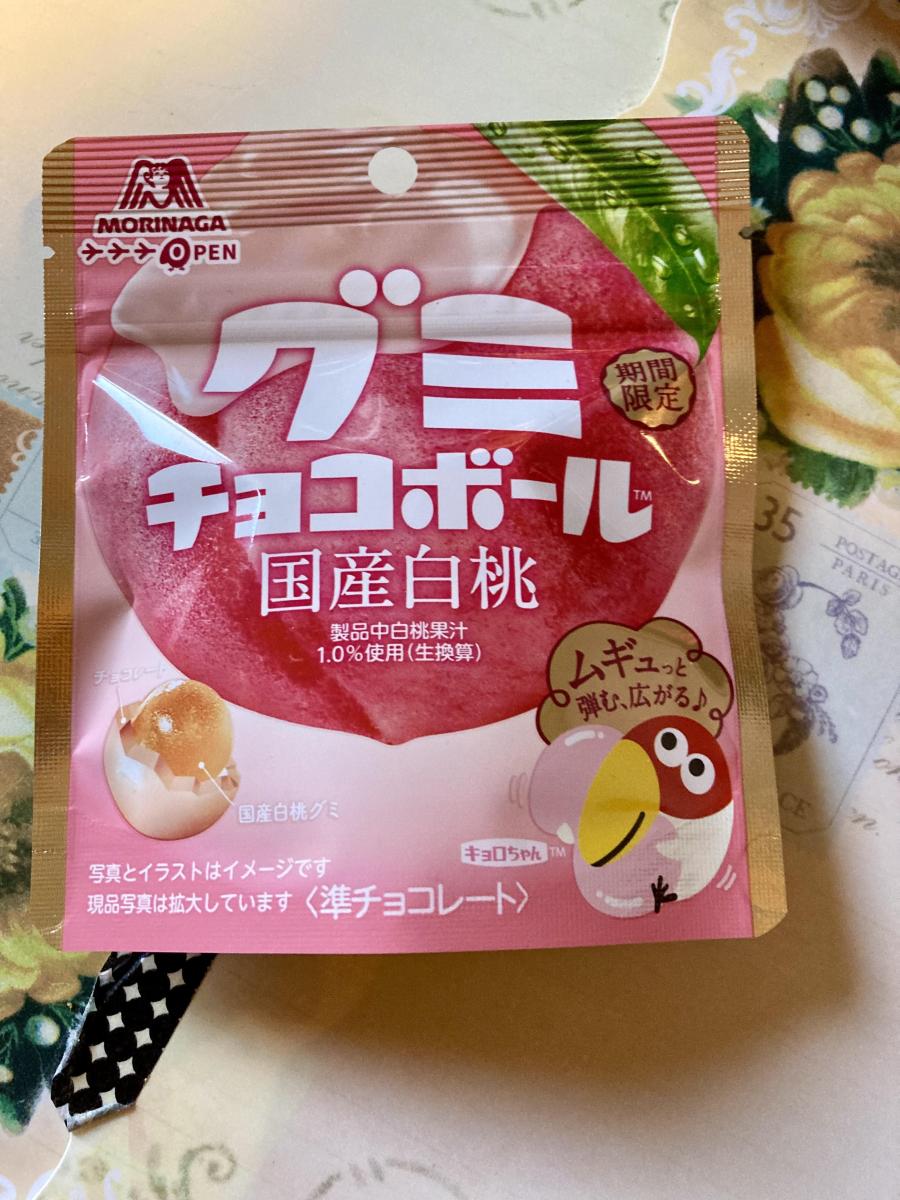 MORINAGA
OPEN
グミ
期間
限定
チョコボール™
国産白桃
製品中白桃果汁
1.0％使用(生換算)
ムギュっと
弾む、広がる♪
チョコレート
国産白桃グミ
キョロちゃん™
写真とイラストはイメージです
現品写真は拡大しています
〈準チョコレート〉
35
POSTAG
PARIS